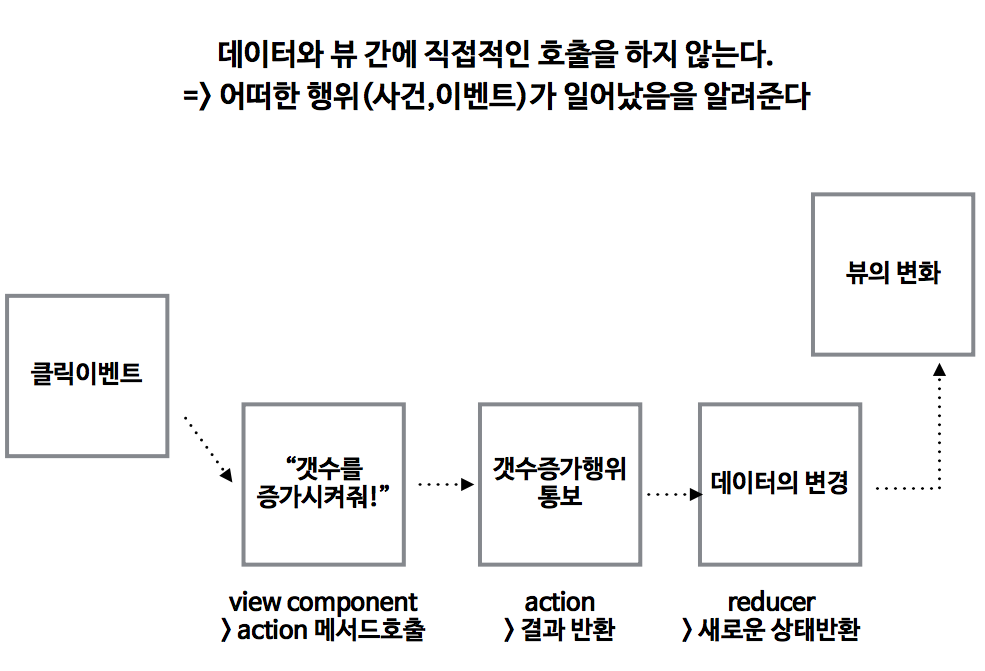 데이터와 뷰 간에 직접적인 호출을 하지 않는다.
=> 어떠한 행위(사건,이벤트)가 일어났음을 알려준다
뷰의 변화
클릭이벤트
“갯수를
증가시켜줘!”
갯수증가행위
통보
데이터의 변경
view component
> action 메서드호출
action
> 결과 반환
reducer
> 새로운 상태반환